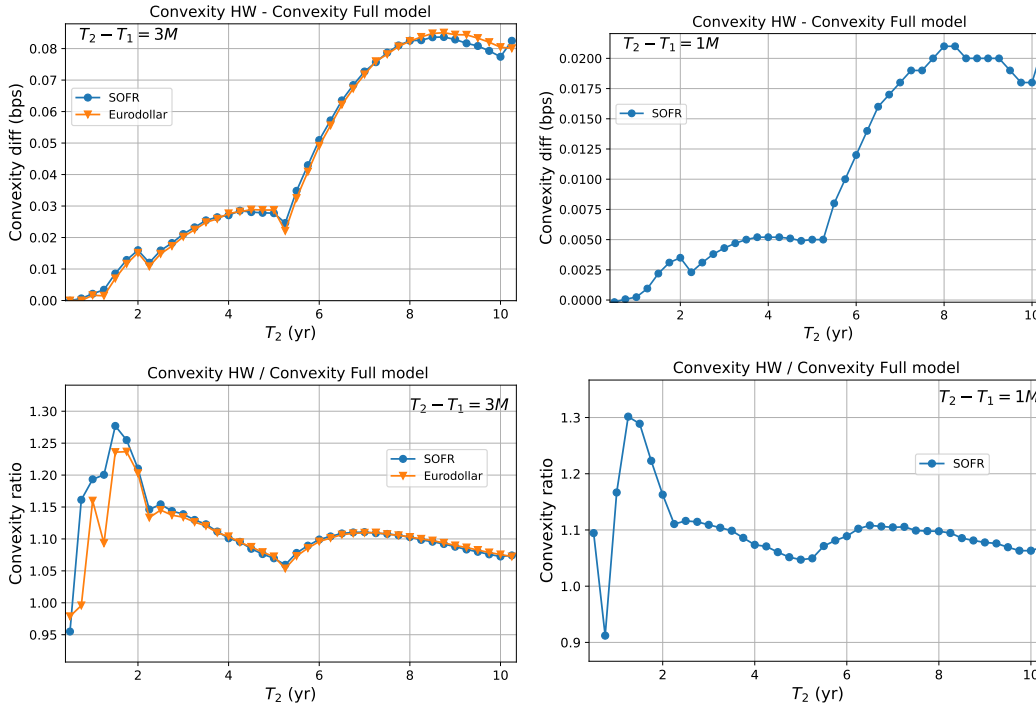 Convexity HW - Convexity Full model
T₂ − T₁ = 3M
SOFR
Eurodollar
Convexity diff (bps)
0.08
0.07
0.06
0.05
0.04
0.03
0.02
0.01
0.00
2 4 6 8 10
T₂ (yr)
Convexity HW - Convexity Full model
T₂ − T₁ = 1M
SOFR
Convexity diff (bps)
0.0200
0.0175
0.0150
0.0125
0.0100
0.0075
0.0050
0.0025
0.0000
2 4 6 8 10
T₂ (yr)
Convexity HW / Convexity Full model
T₂ − T₁ = 3M
SOFR
Eurodollar
Convexity ratio
1.30
1.25
1.20
1.15
1.10
1.05
1.00
0.95
2 4 6 8 10
T₂ (yr)
Convexity HW / Convexity Full model
T₂ − T₁ = 1M
SOFR
Convexity ratio
1.3
1.2
1.1
1.0
0.9
2 4 6 8 10
T₂ (yr)